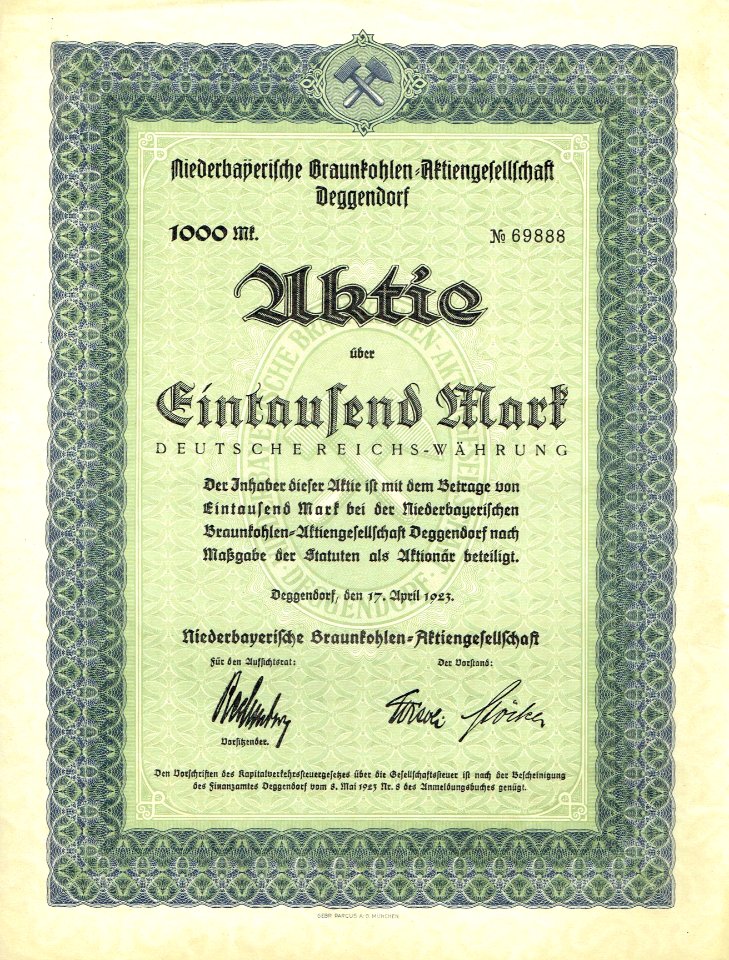 Niederbayerische Braunkohlen-Aktiengesellschaft
Deggendorf
1000 Mk.
№ 69888
Aktie
über
Eintausend Mark
DEUTSCHE REICHS-WÄHRUNG
Der Inhaber dieser Aktie ist mit dem Betrage von
Eintausend Mark bei der Niederbayerischen
Braunkohlen-Aktiengesellschaft Deggendorf nach
Maßgabe der Statuten als Aktionär beteiligt.
Deggendorf, den 17. April 1923.
Niederbayerische Braunkohlen-Aktiengesellschaft
Für den Aufsichtsrat:
Der Vorstand:
Vorsitzender.
Den Vorschriften des Kapitalverkehrsteuergesetzes über die Gesellschaftssteuer ist nach der Bescheinigung
des Finanzamtes Deggendorf vom 8. Mai 1923 Nr. 8 des Anmeldungsbuches genügt.
GEBR. PARCUS A.G. MÜNCHEN